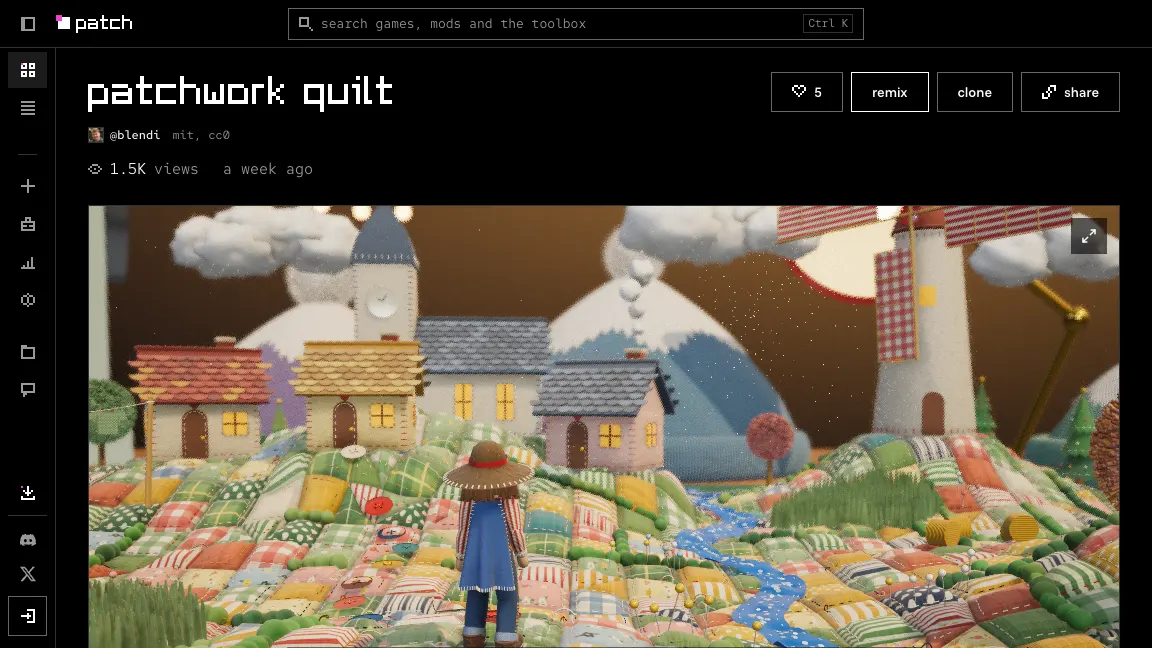 patch
search games, mods and the toolbox
Ctrl K
patchwork quilt
5
remix
clone
share
@blendi mit, cc0
1.5K views a week ago